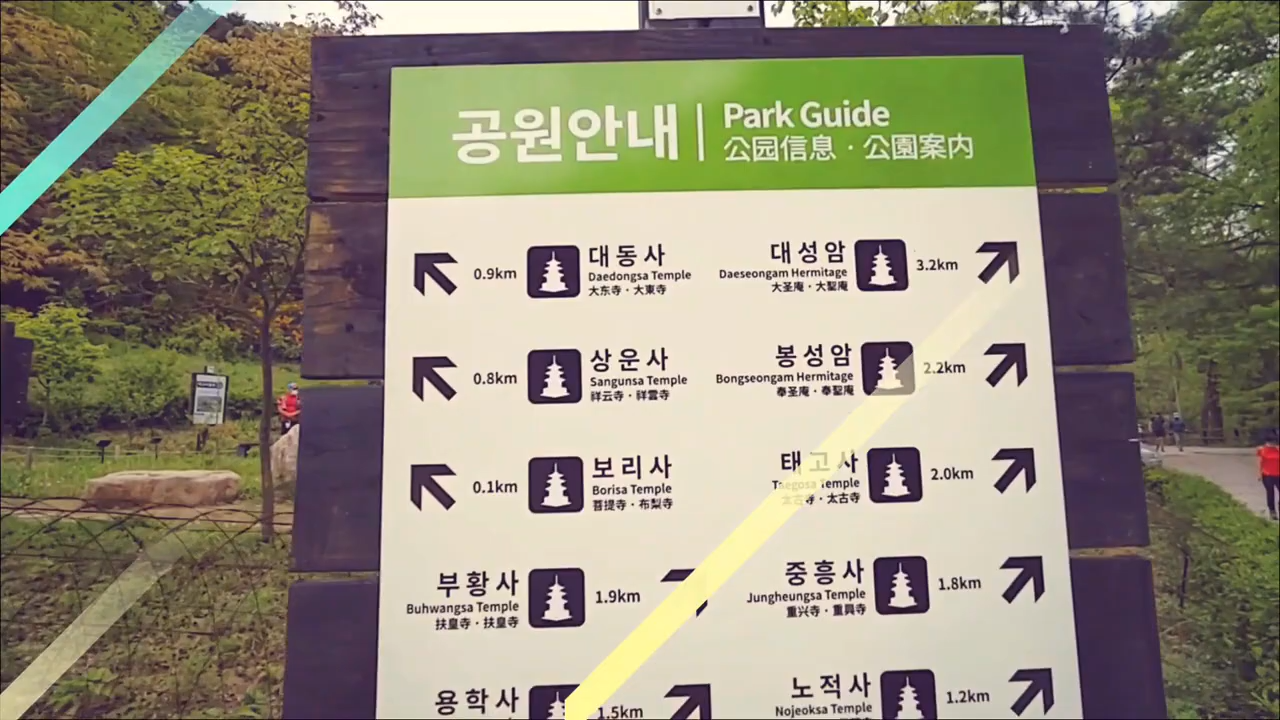 공원안내
Park Guide
公园信息 · 公園案内
0.9km
대동사
Daedongsa Temple
大东寺 · 大東寺
대성암
Daeseongam Hermitage
大圣庵 · 大聖庵
3.2km
0.8km
상운사
Sangunsa Temple
祥云寺 · 祥雲寺
봉성암
Bongseongam Hermitage
奉圣庵 · 奉聖庵
2.2km
0.1km
보리사
Borisa Temple
菩提寺 · 布梨寺
태고사
Taegosa Temple
太古寺 · 太古寺
2.0km
부황사
Buhwangsa Temple
扶皇寺 · 扶皇寺
1.9km
중흥사
Jungheungsa Temple
重兴寺 · 重興寺
1.8km
용학사
1.5km
노적사
Nojeoksa Temple
1.2km